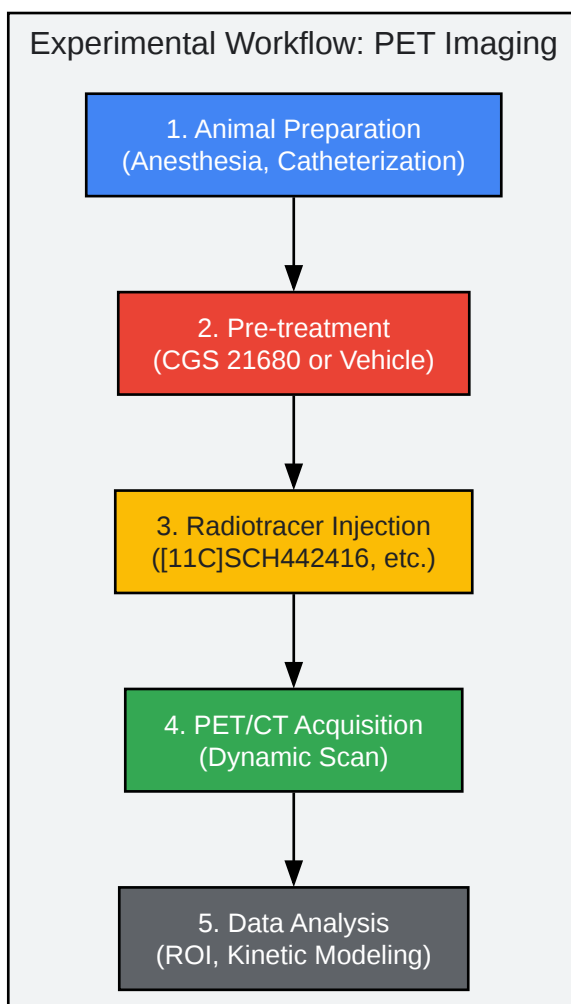 Experimental Workflow: PET Imaging
1. Animal Preparation
(Anesthesia, Catheterization)
2. Pre-treatment
(CGS 21680 or Vehicle)
3. Radiotracer Injection
([11C]SCH442416, etc.)
4. PET/CT Acquisition
(Dynamic Scan)
5. Data Analysis
(ROI, Kinetic Modeling)